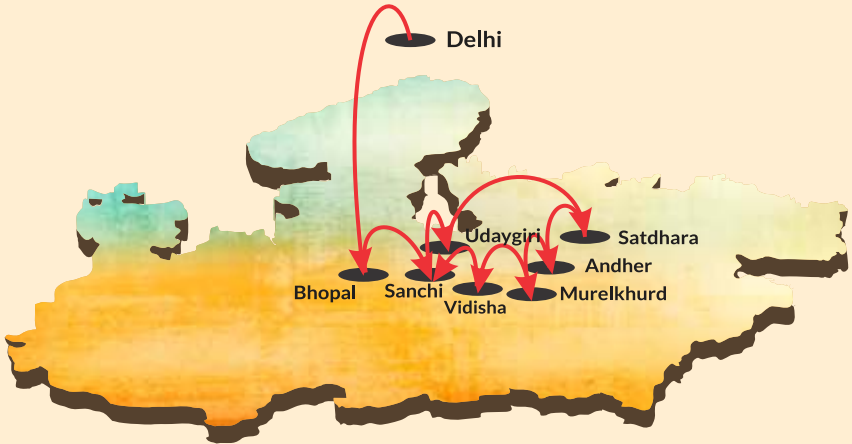 Delhi
Udaygiri
Satdhara
Andher
Bhopal
Sanchi
Murelkhurd
Vidisha